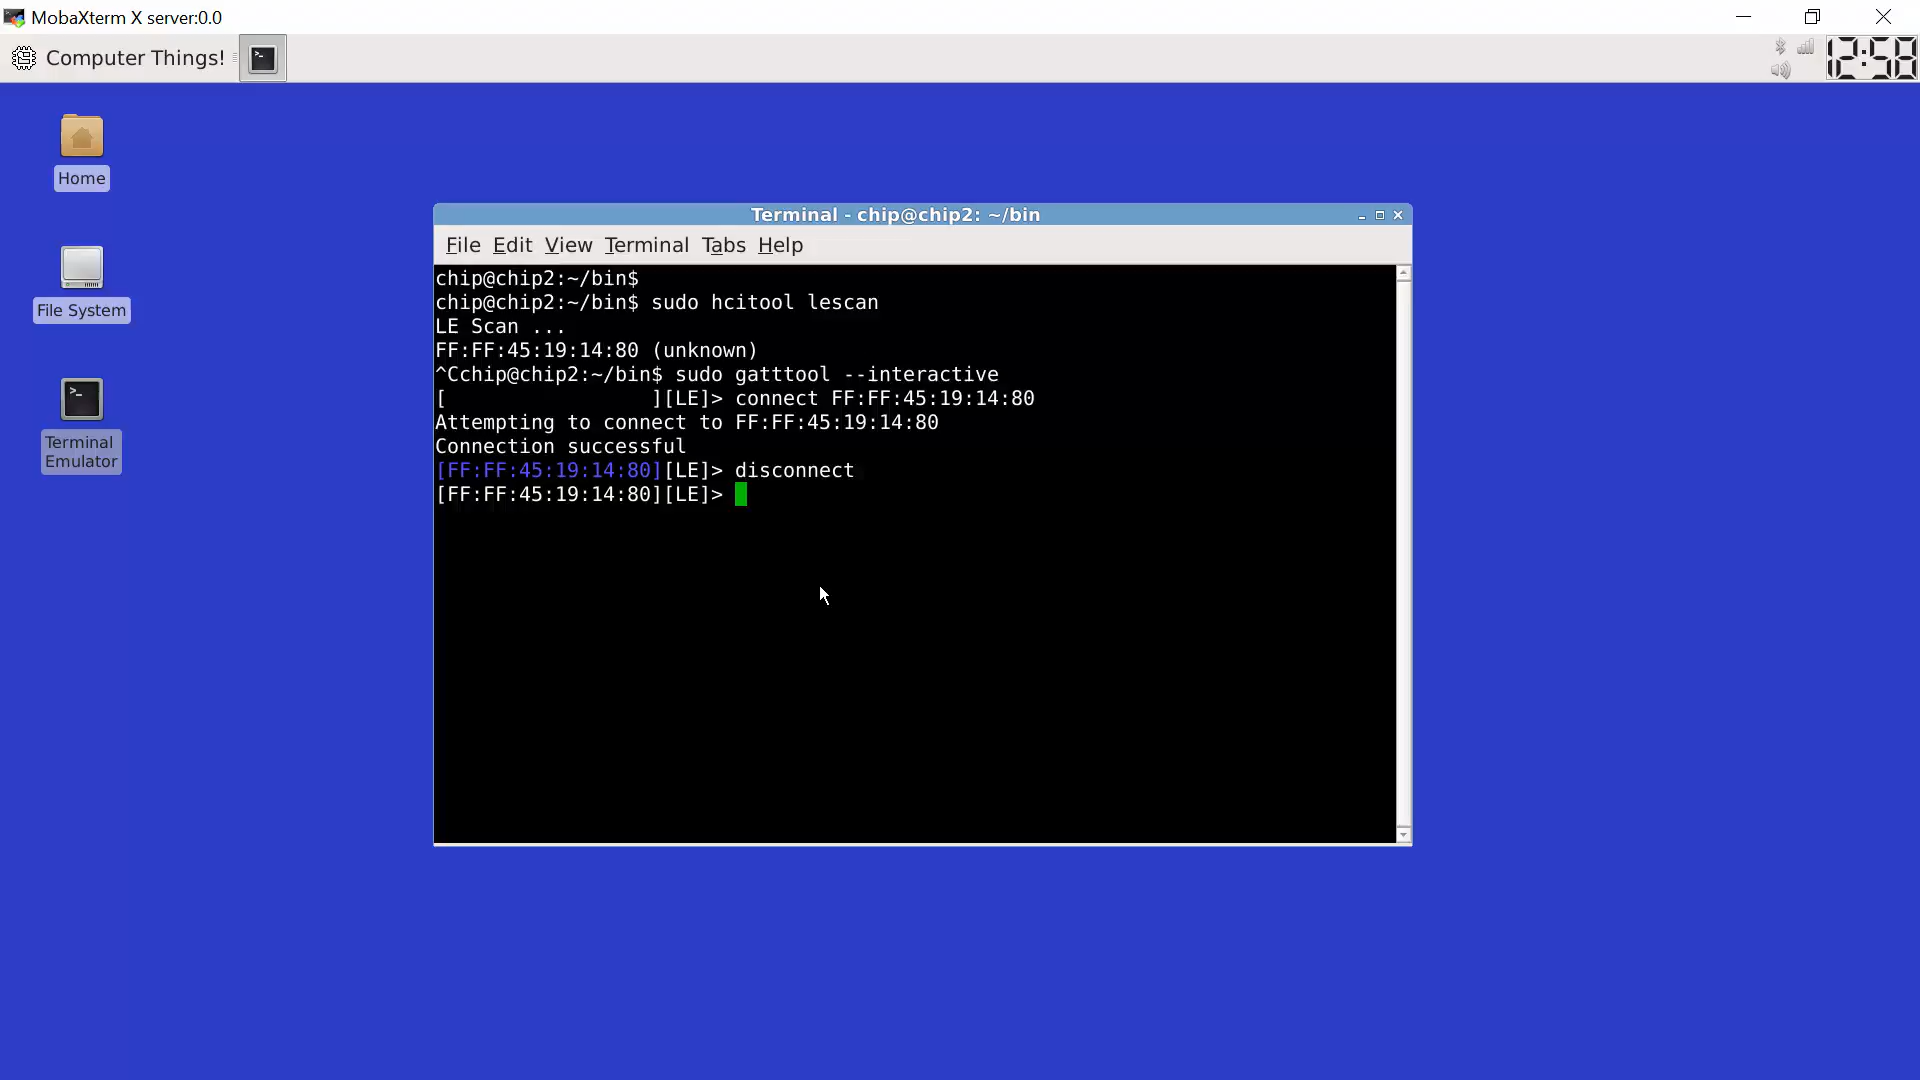 MobaXterm X server:0.0
Computer Things!
12:58
Home
File System
Terminal
Emulator
Terminal - chip@chip2: ~/bin
File Edit View Terminal Tabs Help
chip@chip2:~/bin$
chip@chip2:~/bin$ sudo hcitool lescan
LE Scan ...
FF:FF:45:19:14:80 (unknown)
^Cchip@chip2:~/bin$ sudo gatttool --interactive
[                 ][LE]> connect FF:FF:45:19:14:80
Attempting to connect to FF:FF:45:19:14:80
Connection successful
[FF:FF:45:19:14:80][LE]> disconnect
[FF:FF:45:19:14:80][LE]>